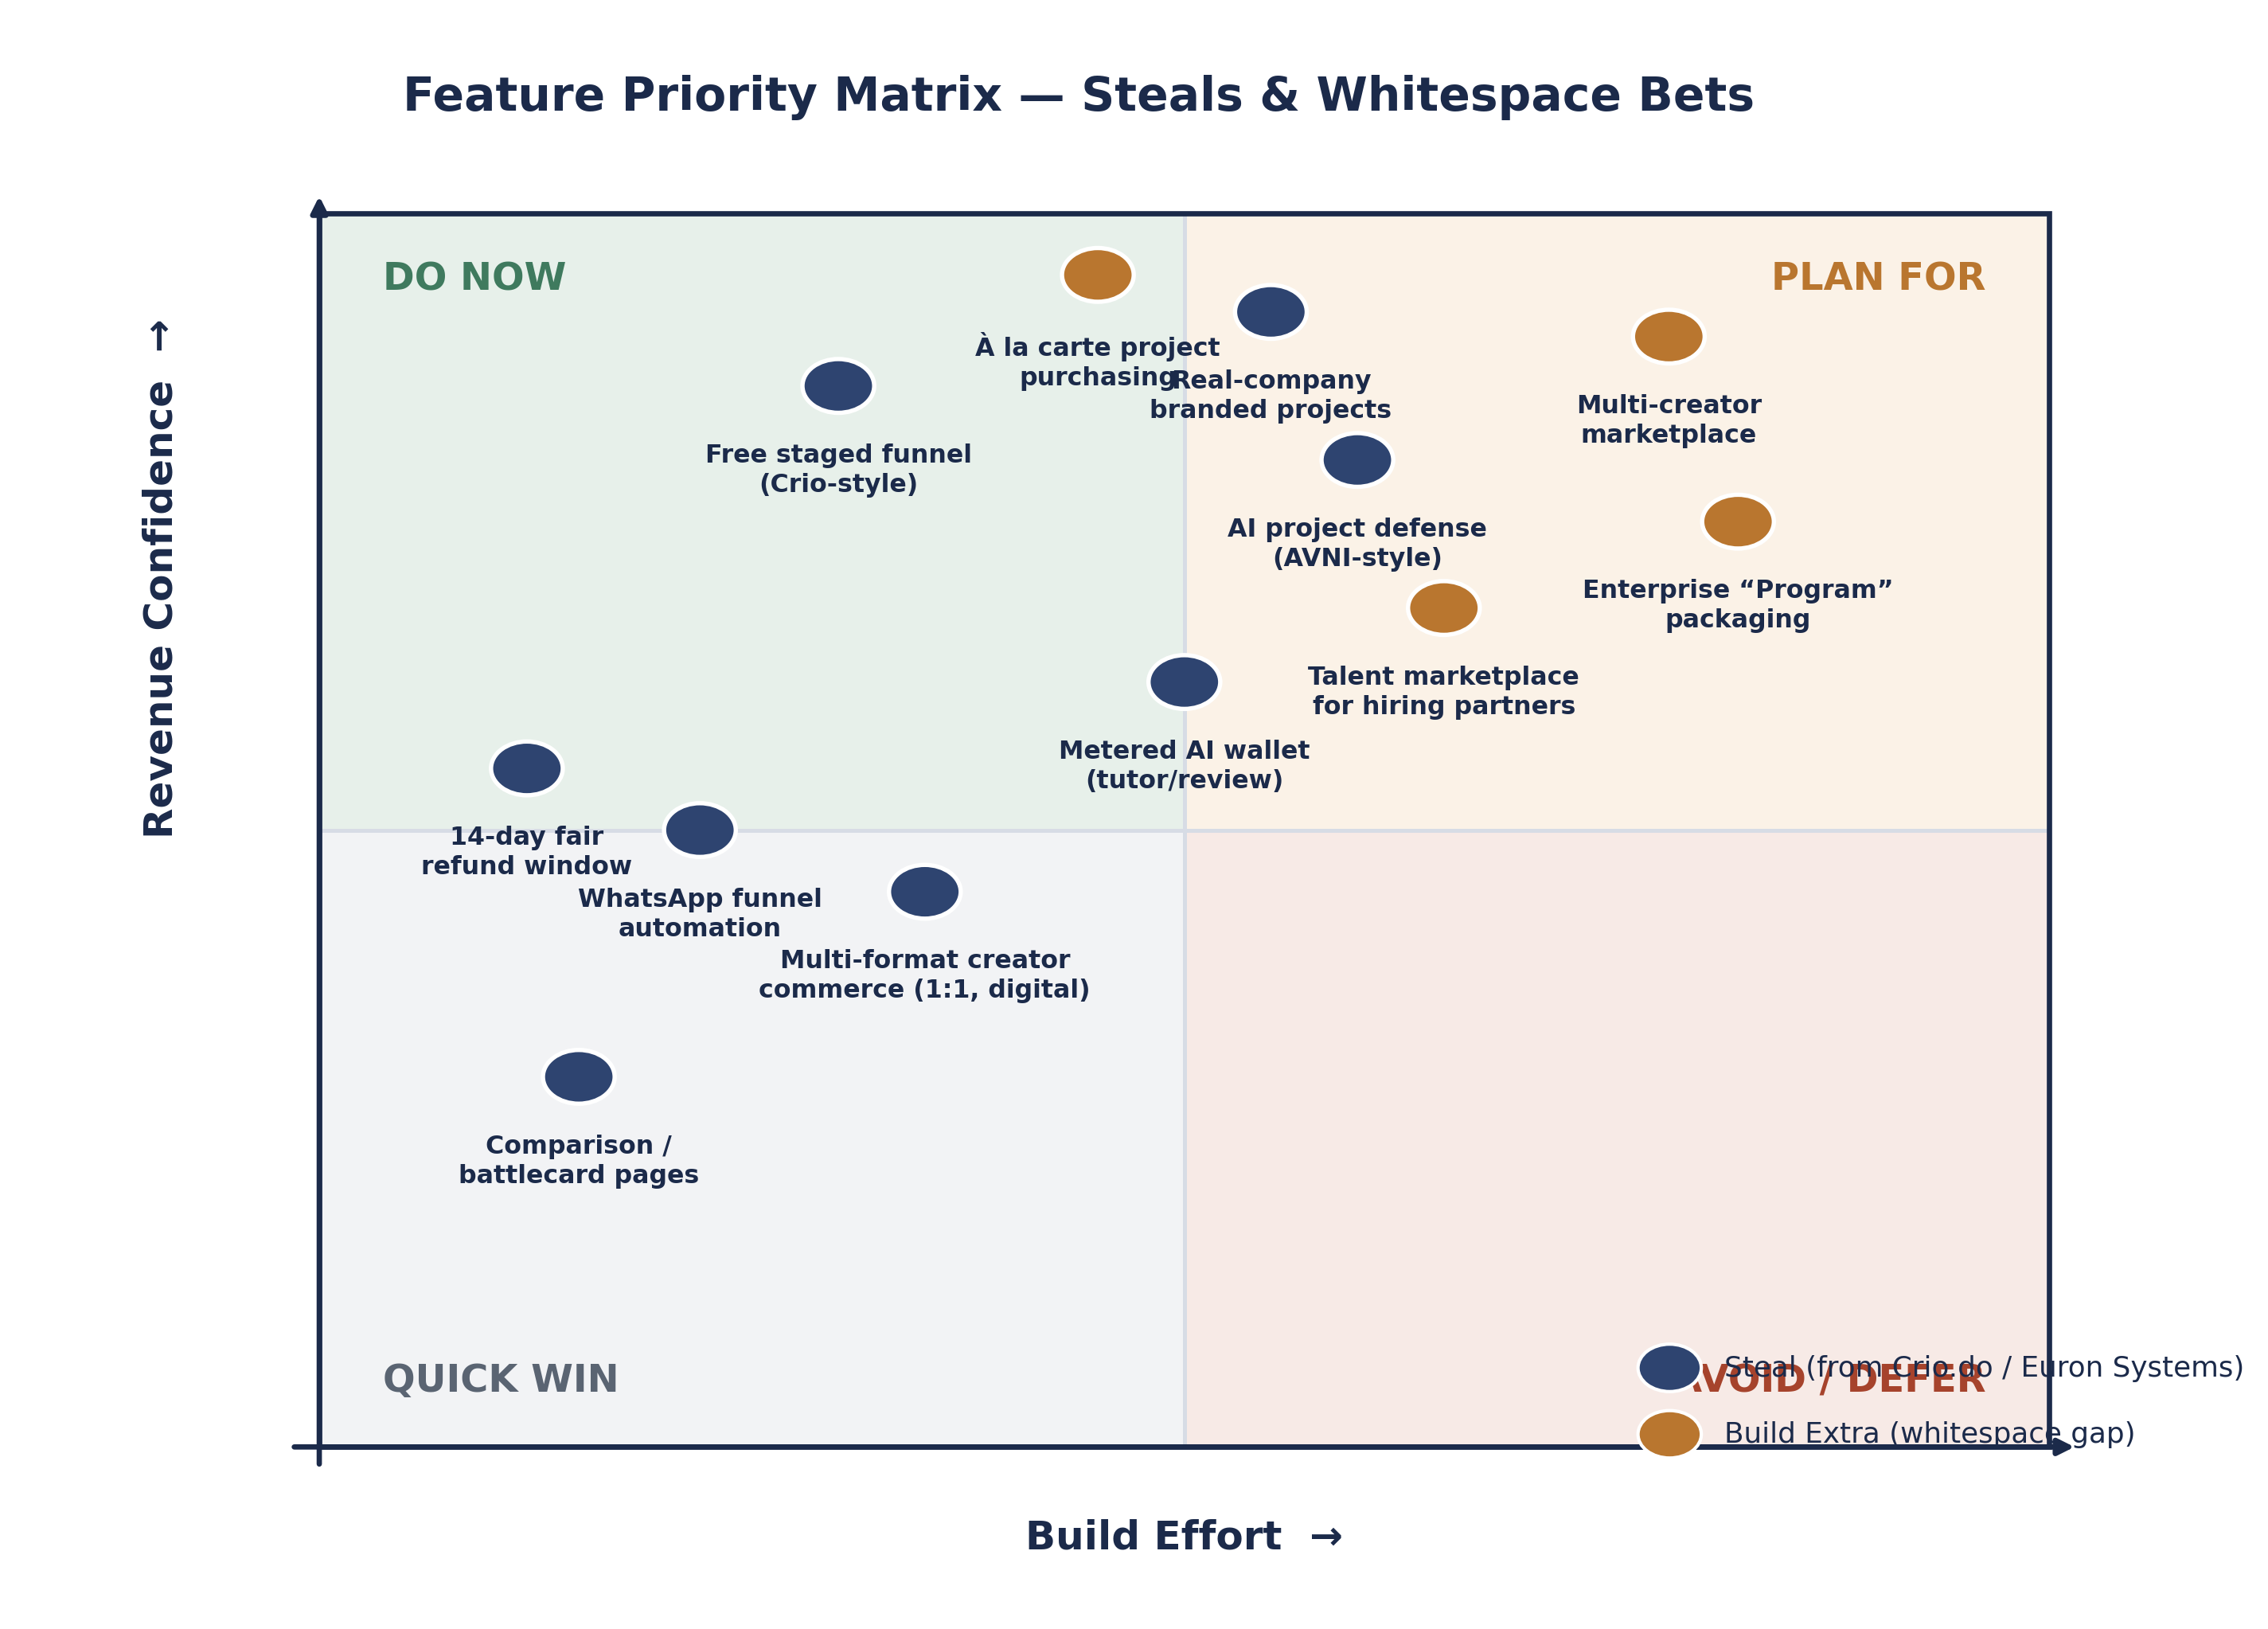 Feature Priority Matrix — Steals & Whitespace Bets
Revenue Confidence →
DO NOW
PLAN FOR
À la carte project
purchasing
Real-company
branded projects
Multi-creator
marketplace
Free staged funnel
(Crio-style)
AI project defense
(AVNI-style)
Enterprise “Program”
packaging
Talent marketplace
for hiring partners
Metered AI wallet
(tutor/review)
14-day fair
refund window
WhatsApp funnel
automation
Multi-format creator
commerce (1:1, digital)
Comparison /
battlecard pages
QUICK WIN
AVOID / DEFER
Steal (from Crio.do / Euron Systems)
Build Extra (whitespace gap)
Build Effort →